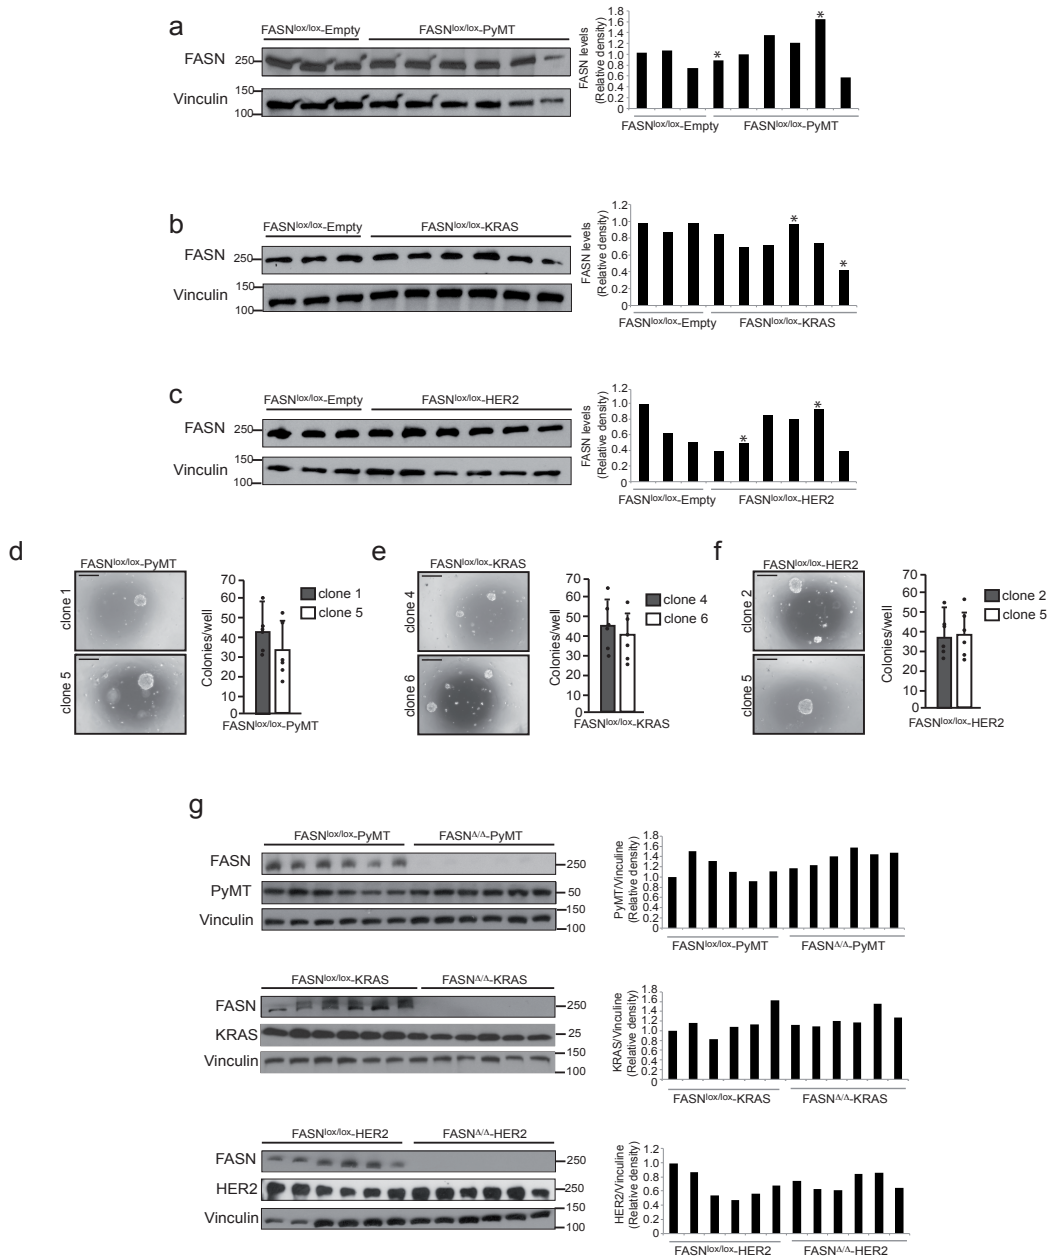 a
FASNlox/lox-Empty FASNlox/lox-PyMT
FASN 250
Vinculin 150
100
FASN levels
(Relative density)
1.8
1.6
1.4
1.2
1.0
0.8
0.6
0.4
0.2
0
* *
FASNlox/lox-Empty FASNlox/lox-PyMT
b
FASNlox/lox-Empty FASNlox/lox-KRAS
FASN 250
Vinculin 150
100
FASN levels
(Relative density)
1.2
1.0
0.8
0.6
0.4
0.2
0
* *
FASNlox/lox-Empty FASNlox/lox-KRAS
c
FASNlox/lox-Empty FASNlox/lox-HER2
FASN 250
Vinculin 150
100
FASN levels
(Relative density)
1.2
1.0
0.8
0.6
0.4
0.2
0
* *
FASNlox/lox-Empty FASNlox/lox-HER2
d
FASNlox/lox-PyMT
clone 1
clone 5
Colonies/well
70
60
50
40
30
20
10
0
clone 1
clone 5
FASNlox/lox-PyMT
e
FASNlox/lox-KRAS
clone 4
clone 6
Colonies/well
70
60
50
40
30
20
10
0
clone 4
clone 6
FASNlox/lox-KRAS
f
FASNlox/lox-HER2
clone 2
clone 5
Colonies/well
70
60
50
40
30
20
10
0
clone 2
clone 5
FASNlox/lox-HER2
g
FASNlox/lox-PyMT FASNΔ/Δ-PyMT
FASN 250
PyMT 50
Vinculin 150
100
PyMT/Vinculine
(Relative density)
1.8
1.6
1.4
1.2
1.0
0.8
0.6
0.4
0.2
0
FASNlox/lox-PyMT FASNΔ/Δ-PyMT
FASNlox/lox-KRAS FASNΔ/Δ-KRAS
FASN 250
KRAS 25
Vinculin 150
100
KRAS/Vinculine
(Relative density)
1.8
1.6
1.4
1.2
1.0
0.8
0.6
0.4
0.2
0
FASNlox/lox-KRAS FASNΔ/Δ-KRAS
FASNlox/lox-HER2 FASNΔ/Δ-HER2
FASN 250
HER2 250
Vinculin 150
100
HER2/Vinculine
(Relative density)
1.2
1.0
0.8
0.6
0.4
0.2
0
FASNlox/lox-HER2 FASNΔ/Δ-HER2